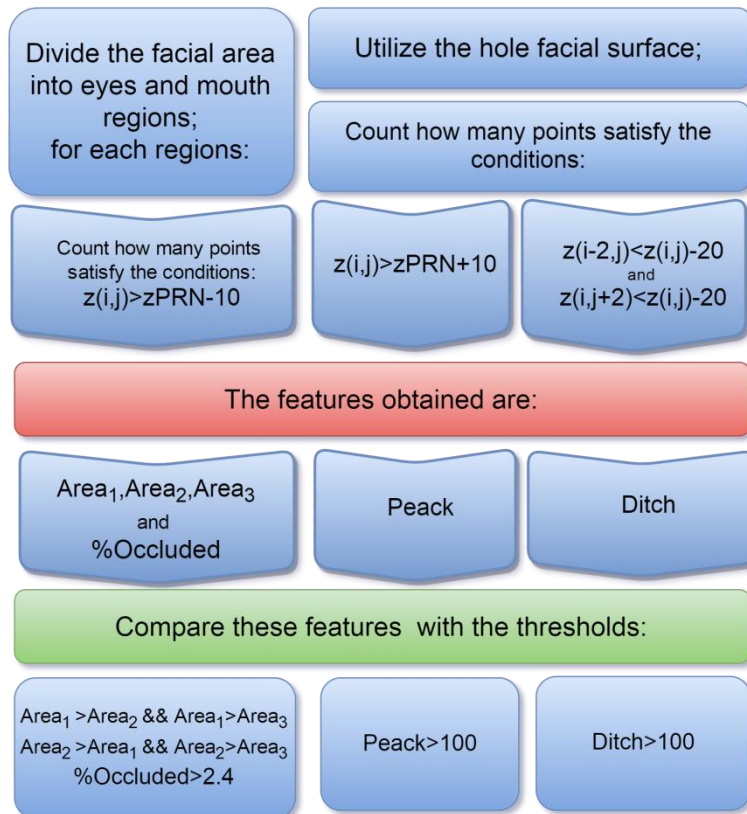 Divide the facial area
into eyes and mouth
regions;
for each regions:
Utilize the hole facial surface;
Count how many points satisfy the
conditions:
Count how many points
satisfy the conditions:
z(i,j)>zPRN-10
z(i,j)>zPRN+10
z(i-2,j)<z(i,j)-20
and
z(i,j+2)<z(i,j)-20
The features obtained are:
Area₁,Area₂,Area₃
and
%Occluded
Peack
Ditch
Compare these features with the thresholds:
Area₁ >Area₂ && Area₁>Area₃
Area₂ >Area₁ && Area₂>Area₃
%Occluded>2.4
Peack>100
Ditch>100